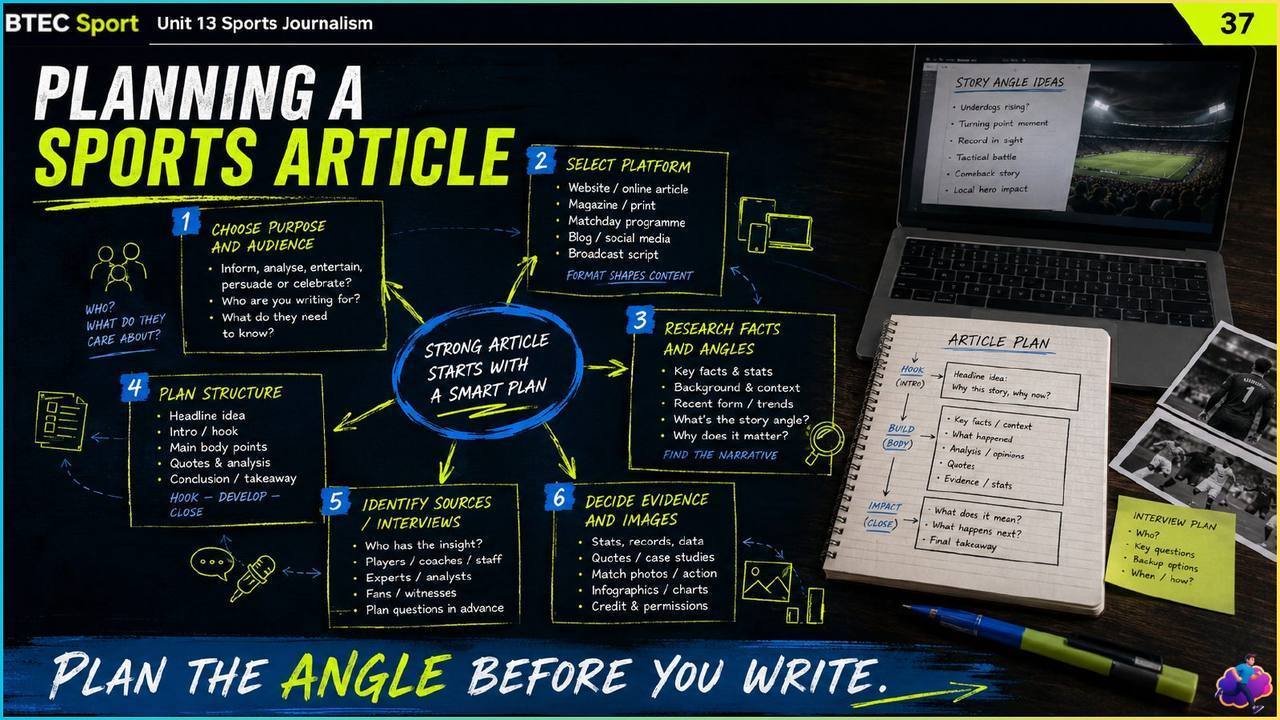 BTEC Sport
Unit 13 Sports Journalism
37
PLANNING A
SPORTS ARTICLE
1
CHOOSE PURPOSE
AND AUDIENCE
• Inform, analyse, entertain,
persuade or celebrate?
• Who are you writing for?
• What do they need
to know?
WHO?
WHAT DO THEY
CARE ABOUT?
2
SELECT PLATFORM
• Website / online article
• Magazine / print
• Matchday programme
• Blog / social media
• Broadcast script
FORMAT SHAPES CONTENT
STRONG ARTICLE
STARTS WITH
A SMART PLAN
3
RESEARCH FACTS
AND ANGLES
• Key facts & stats
• Background & context
• Recent form / trends
• What's the story angle?
• Why does it matter?
FIND THE NARRATIVE
4
PLAN STRUCTURE
• Headline idea
• Intro / hook
• Main body points
• Quotes & analysis
• Conclusion / takeaway
HOOK – DEVELOP –
CLOSE
5
IDENTIFY SOURCES
/ INTERVIEWS
• Who has the insight?
• Players / coaches / staff
• Experts / analysts
• Fans / witnesses
• Plan questions in advance
6
DECIDE EVIDENCE
AND IMAGES
• Stats, records, data
• Quotes / case studies
• Match photos / action
• Infographics / charts
• Credit & permissions
STORY ANGLE IDEAS
• Underdogs rising?
• Turning point moment
• Record in sight
• Tactical battle
• Comeback story
• Local hero impact
ARTICLE PLAN
HOOK
(INTRO)
Headline idea:
Why this story, why now?
BUILD
(BODY)
• Key facts / context
• What happened
• Analysis / opinions
• Quotes
• Evidence / stats
IMPACT
(CLOSE)
• What does it mean?
• What happens next?
• Final takeaway
1
INTERVIEW PLAN
• Who?
• Key questions
• Backup options
• When / how?
PLAN THE ANGLE BEFORE YOU WRITE.